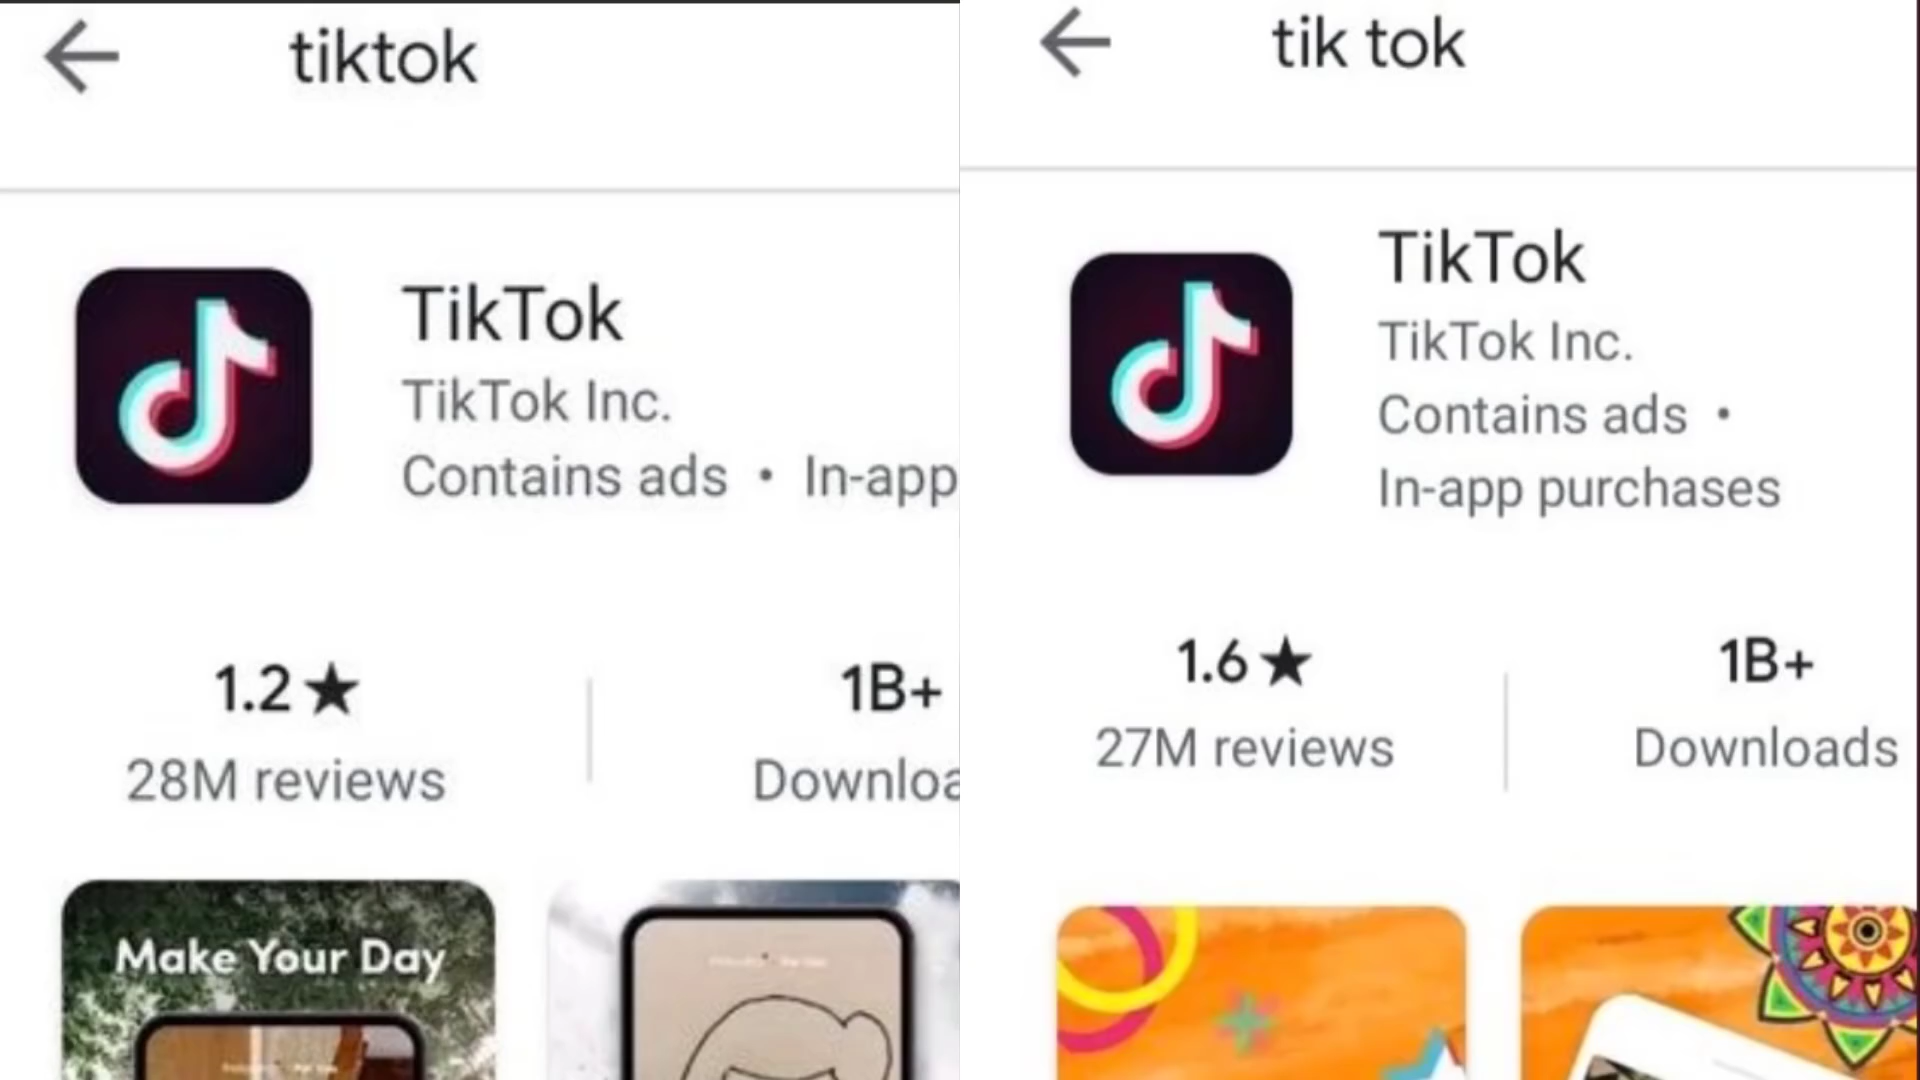 tiktok
TikTok
TikTok Inc.
Contains ads • In-app
1.2★
28M reviews
1B+
Downloa
Make Your Day
tik tok
TikTok
TikTok Inc.
Contains ads •
In-app purchases
1.6★
27M reviews
1B+
Downloads